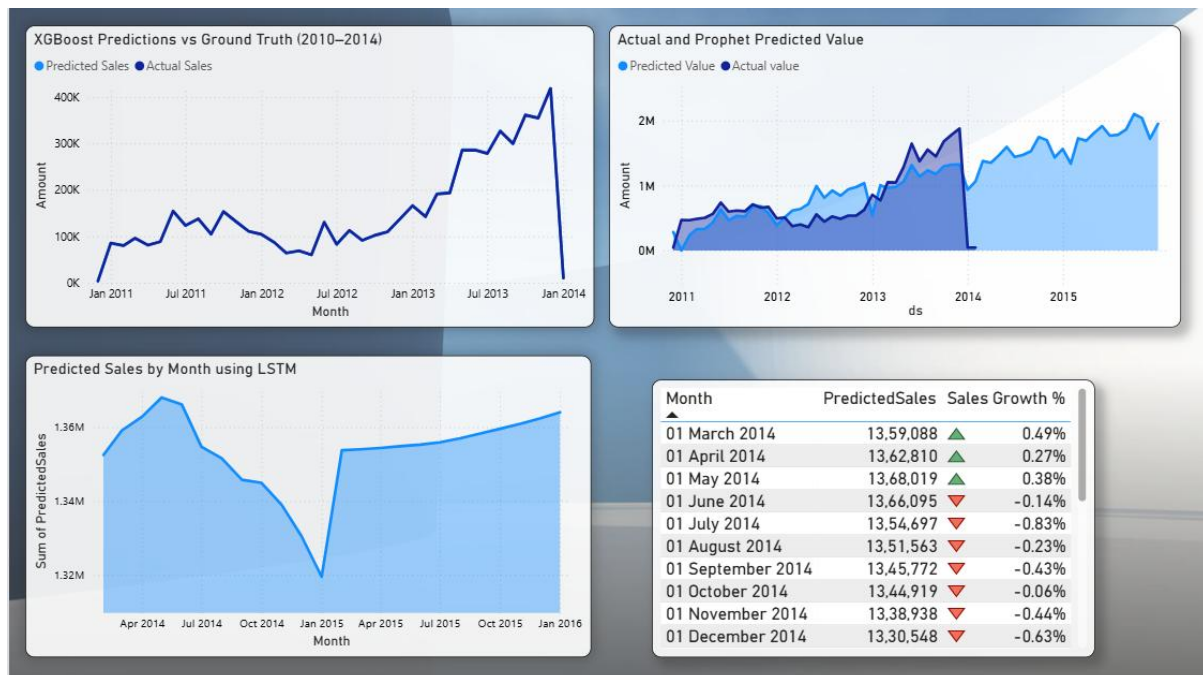 XGBoost Predictions vs Ground Truth (2010–2014)
Predicted Sales Actual Sales
400K
300K
200K
100K
0K
Amount
Jan 2011 Jul 2011 Jan 2012 Jul 2012 Jan 2013 Jul 2013 Jan 2014
Month
Actual and Prophet Predicted Value
Predicted Value Actual value
2M
1M
0M
Amount
2011 2012 2013 2014 2015
ds
Predicted Sales by Month using LSTM
1.36M
1.34M
1.32M
Sum of PredictedSales
Apr 2014 Jul 2014 Oct 2014 Jan 2015 Apr 2015 Jul 2015 Oct 2015 Jan 2016
Month
Month PredictedSales Sales Growth %
01 March 2014 13,59,088 0.49%
01 April 2014 13,62,810 0.27%
01 May 2014 13,68,019 0.38%
01 June 2014 13,66,095 -0.14%
01 July 2014 13,54,697 -0.83%
01 August 2014 13,51,563 -0.23%
01 September 2014 13,45,772 -0.43%
01 October 2014 13,44,919 -0.06%
01 November 2014 13,38,938 -0.44%
01 December 2014 13,30,548 -0.63%